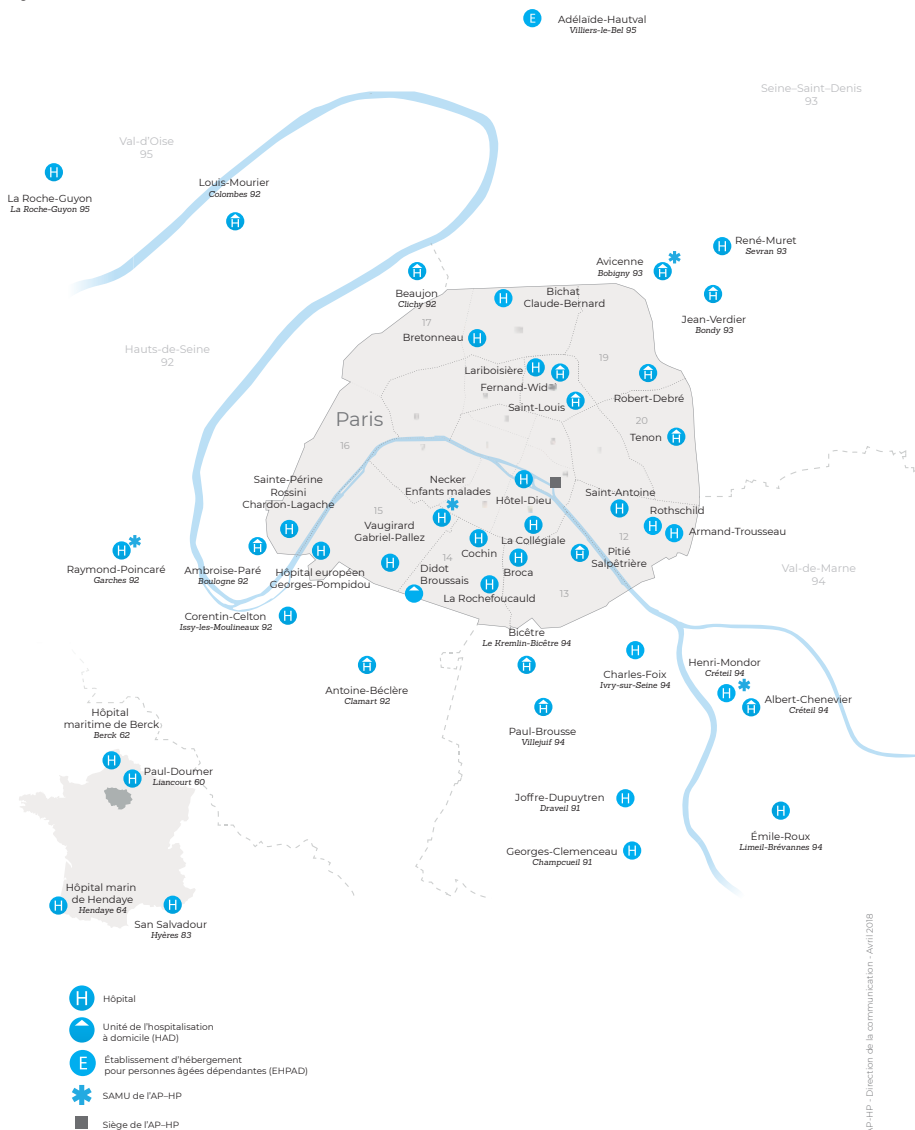 E
Adélaïde-Hautval
Villiers-le-Bel 95
Seine-Saint-Denis
93
Val-d'Oise
95
H
La Roche-Guyon
La Roche-Guyon 95
Louis-Mourier
Colombes 92
H
H
René-Muret
Sevran 93
Avicenne
Bobigny 93
H
H
Beaujon
Clichy 92
H
Bichat
Claude-Bernard
H
Jean-Verdier
Bondy 93
17
Bretonneau
H
Hauts-de-Seine
92
19
Lariboisière
H
H
Fernand-Wid
H
Robert-Debré
Saint-Louis
H
Paris
20
Tenon
H
16
Sainte-Périne
Rossini
Chardon-Lagache
H
Necker
Enfants malades
H
H
Hôtel-Dieu
Saint-Antoine
H
Rothschild
H
H
Armand-Trousseau
15
Vaugirard
Gabriel-Pallez
H
Cochin
H
La Collégiale
H
12
H
Raymond-Poincaré
Garches 92
H
Ambroise-Paré
Boulogne 92
H
Hôpital européen
Georges-Pompidou
H
14
Didot
Broussais
H
Broca
H
Pitié
Salpêtrière
Val-de-Marne
94
H
La Rochefoucauld
13
Corentin-Celton
Issy-les-Moulineaux 92
H
Bicêtre
Le Kremlin-Bicêtre 94
H
H
Charles-Foix
Ivry-sur-Seine 94
Henri-Mondor
Créteil 94
H
H
Albert-Chenevier
Créteil 94
H
Antoine-Béclère
Clamart 92
H
Paul-Brousse
Villejuif 94
Hôpital
maritime de Berck
Berck 62
H
H
Paul-Doumer
Liancourt 60
Joffre-Dupuytren
Draveil 91
H
H
Émile-Roux
Limeil-Brévannes 94
Georges-Clemenceau
Champcueil 91
H
Hôpital marin
de Hendaye
Hendaye 64
H
H
San Salvadour
Hyères 83
H Hôpital
Unité de l'hospitalisation
à domicile (HAD)
E Établissement d'hébergement
pour personnes âgées dépendantes (EHPAD)
SAMU de l'AP-HP
Siège de l'AP-HP
AP-HP - Direction de la communication - Avril 2018